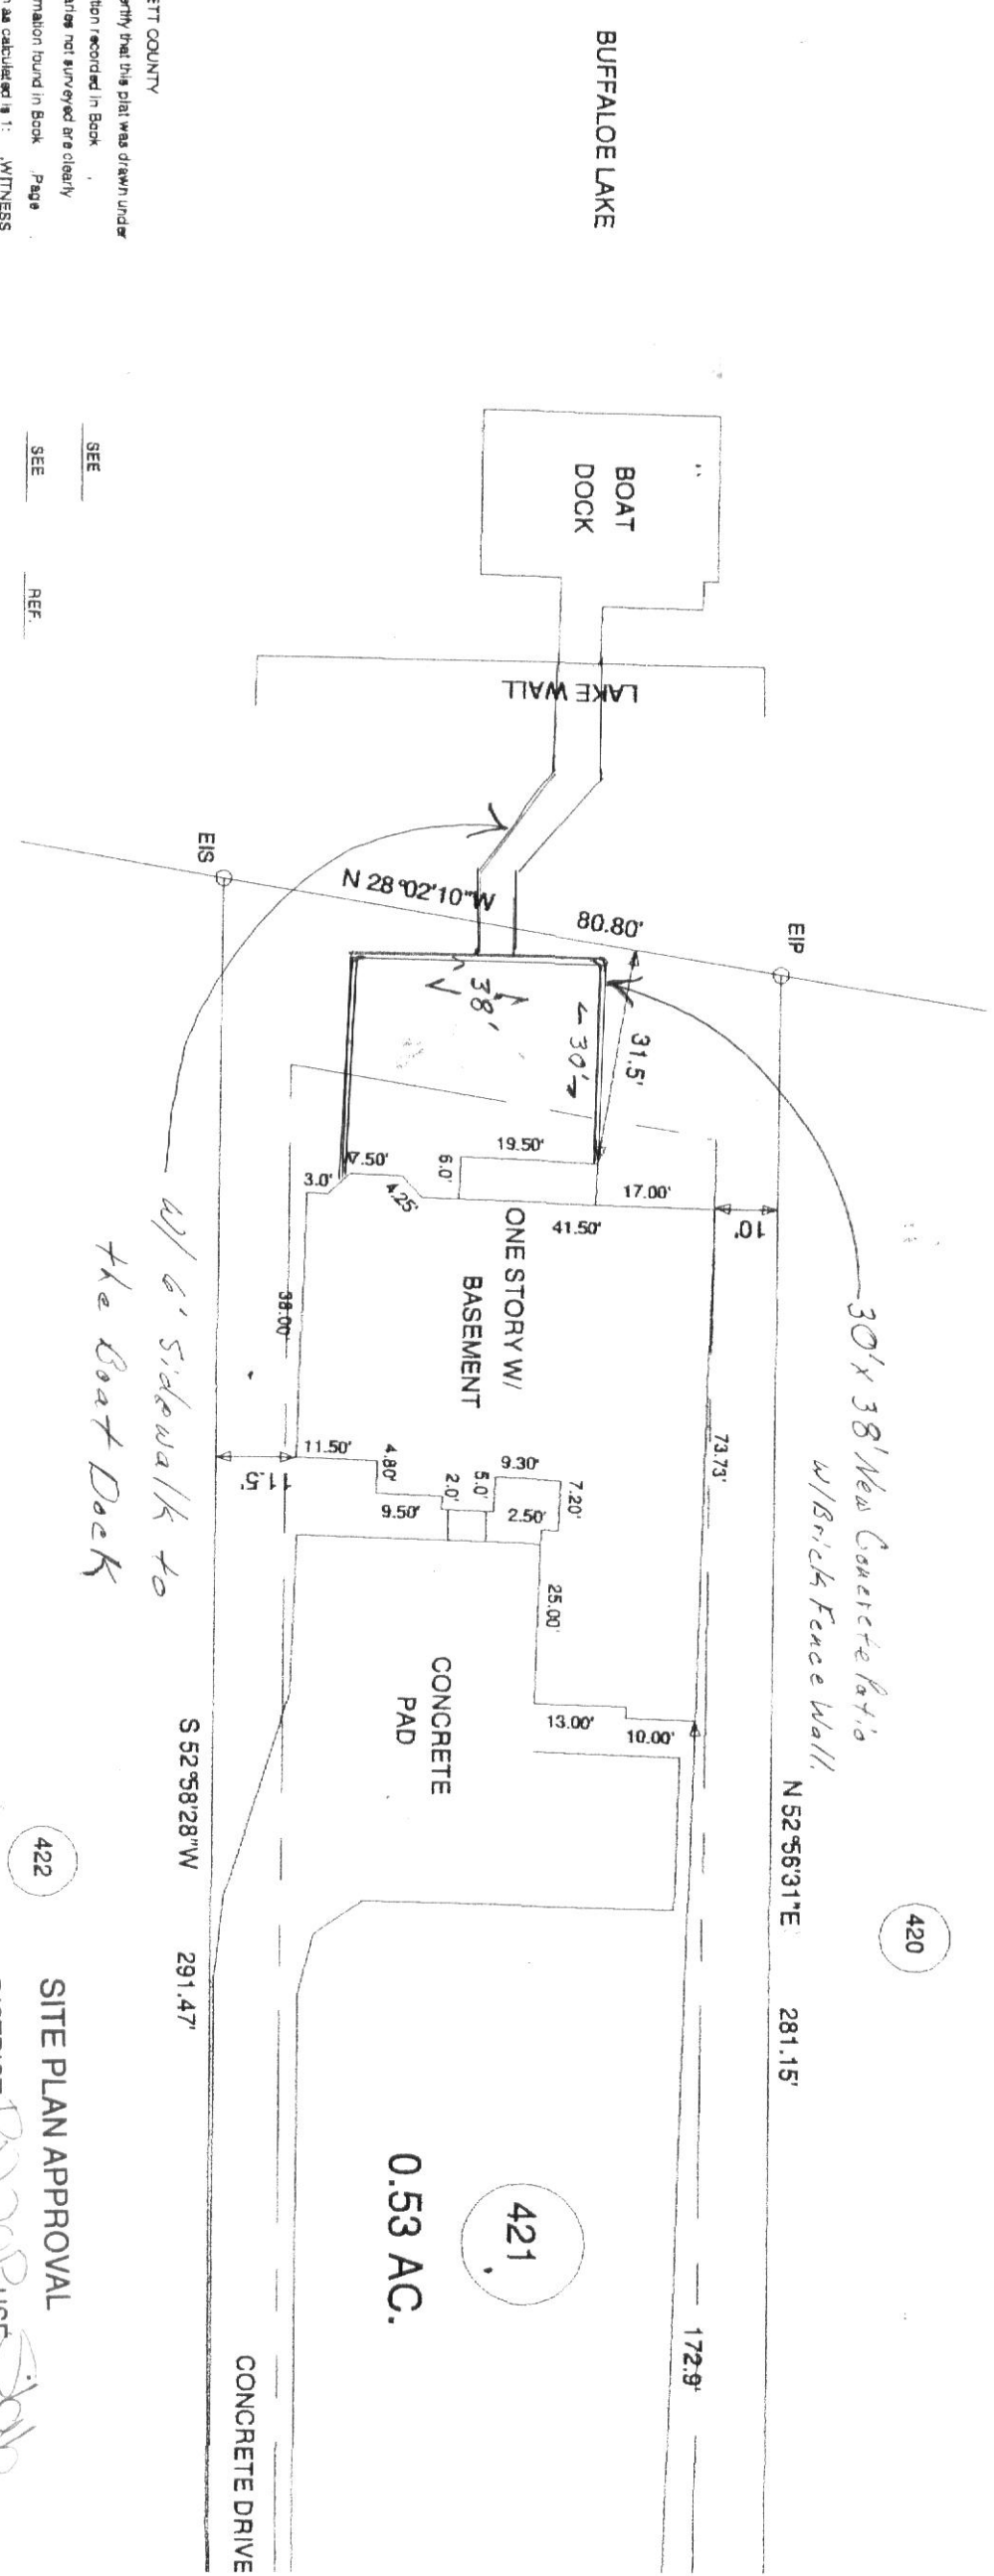 BUFFALOE LAKE
ETT COUNTY
ertify that this plat was drawn under
tion recorded in Book ,
aries not surveyed are clearly
rmation found in Book ,Page .
n as calculated is 1: ,WITNESS
SEE
SEE
REF.
BOAT
DOCK
LAKE WALL
EIS
N 28°02'10"W
80.80'
EIP
38'
← 30' →
31.5'
19.50'
6.0'
7.50'
4.25'
3.0'
17.00'
41.50'
10'
ONE STORY W/
BASEMENT
38.00'
73.73'
11.50'
11.5'
4.80'
9.50'
2.0'
5.0'
9.30'
2.50'
7.20'
25.00'
13.00'
10.00'
CONCRETE
PAD
30' x 38' New Concrete Patio
W/Brick Fence Wall.
W/ 6' Sidewalk to
the Boat Dock
N 52°56'31"E 281.15'
S 52°58'28"W 291.47'
420
421
422
0.53 AC.
172.9'
CONCRETE DRIVE
SITE PLAN APPROVAL